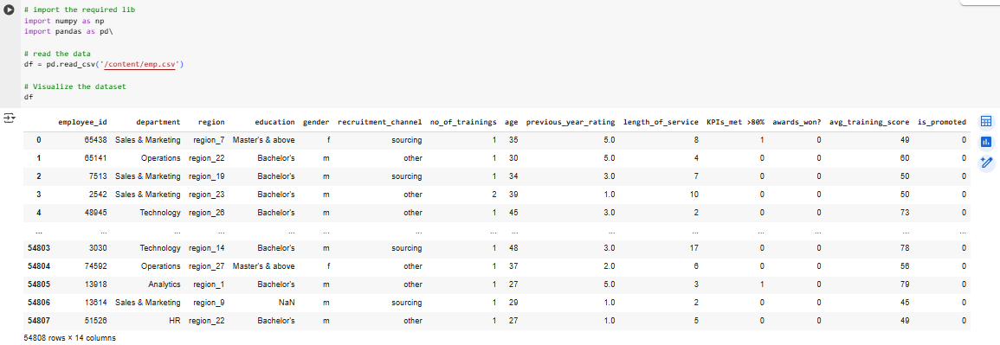 # import the required lib
import numpy as np
import pandas as pd\
# read the data
df = pd.read_csv('/content/emp.csv')
# Visualize the dataset
df
employee_id department region education gender recruitment_channel no_of_trainings age previous_year_rating length_of_service KPIs_met >80% awards_won? avg_training_score is_promoted
0 65438 Sales & Marketing region_7 Master's & above f sourcing 1 35 5.0 8 1 0 49 0
1 65141 Operations region_22 Bachelor's m other 1 30 5.0 4 0 0 60 0
2 7513 Sales & Marketing region_19 Bachelor's m sourcing 1 34 3.0 7 0 0 50 0
3 2542 Sales & Marketing region_23 Bachelor's m other 2 39 1.0 10 0 0 50 0
4 48945 Technology region_26 Bachelor's m other 1 45 3.0 2 0 0 73 0
... ... ... ... ... ... ... ... ... ... ... ... ... ... ...
54803 3030 Technology region_14 Bachelor's m sourcing 1 48 3.0 17 0 0 78 0
54804 74592 Operations region_27 Master's & above f other 1 37 2.0 6 0 0 56 0
54805 13918 Analytics region_1 Bachelor's m other 1 27 5.0 3 1 0 79 0
54806 13614 Sales & Marketing region_9 NaN m sourcing 1 29 1.0 2 0 0 45 0
54807 51526 HR region_22 Bachelor's m other 1 27 1.0 5 0 0 49 0
54808 rows × 14 columns